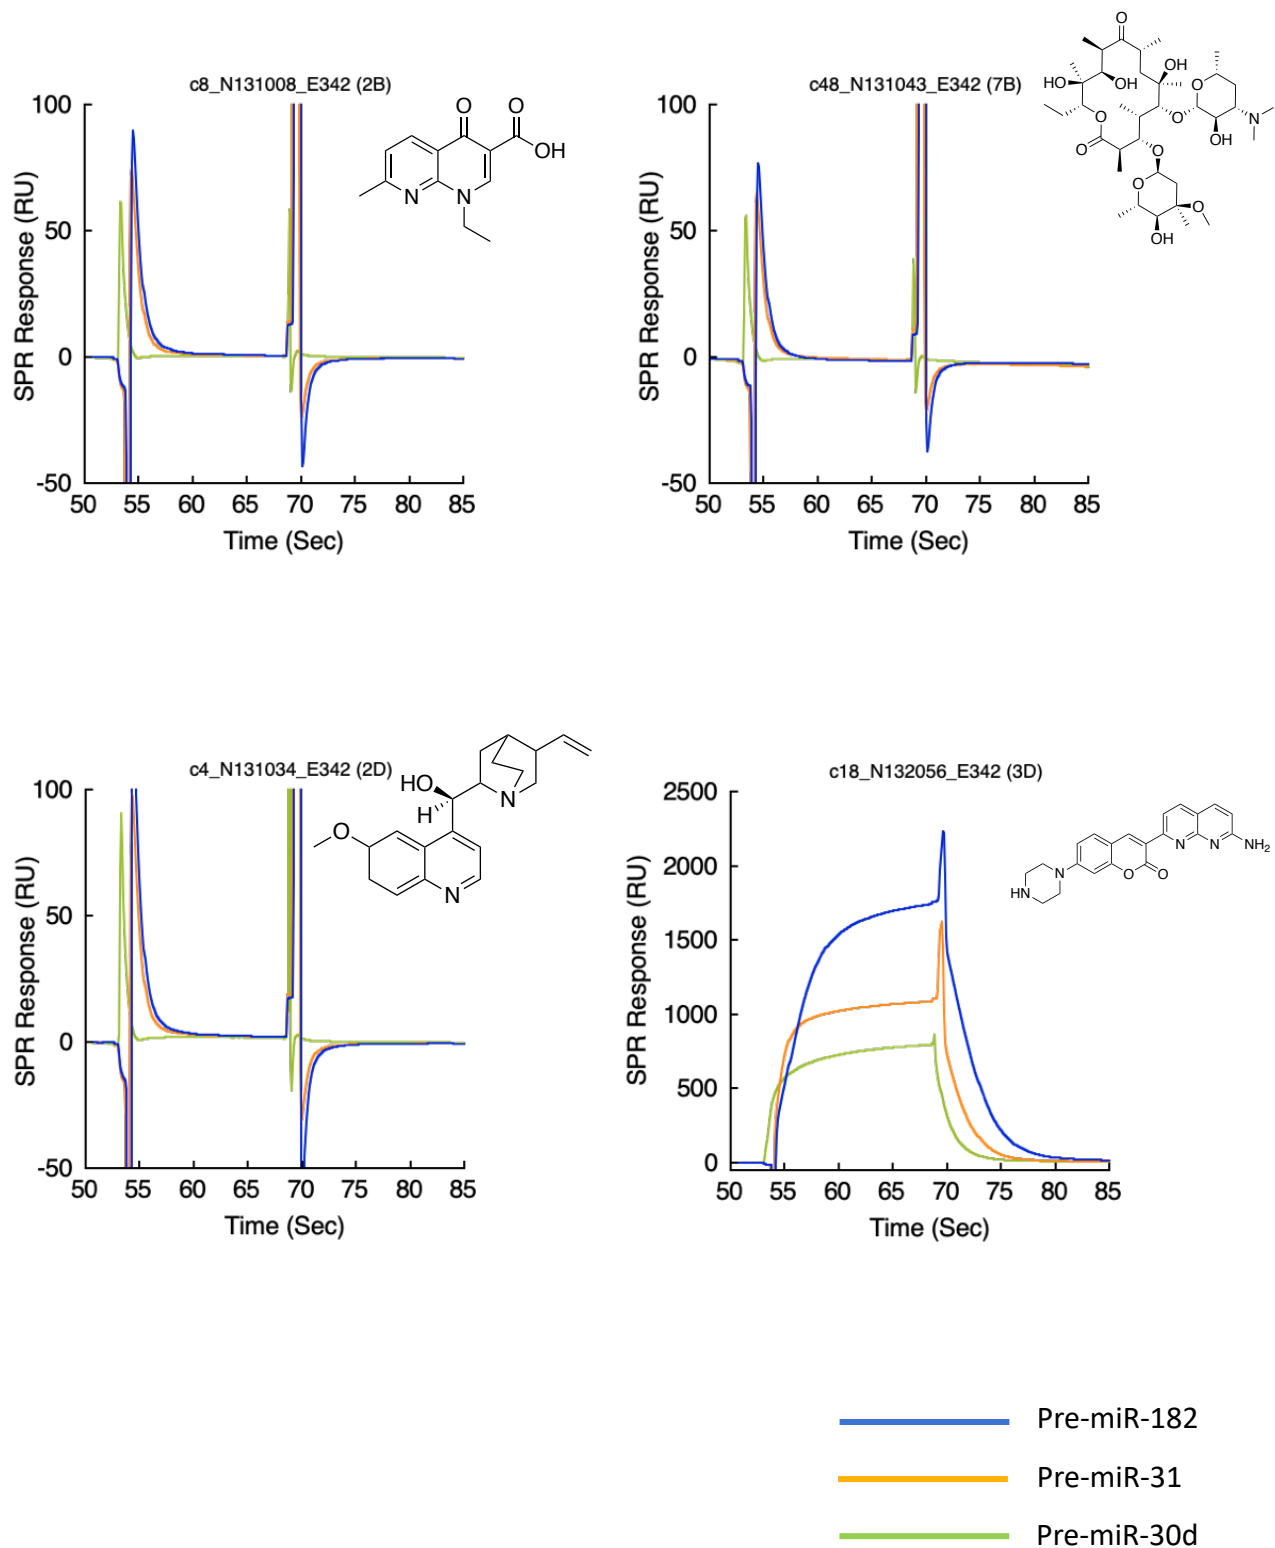 c8_N131008_E342 (2B)
100
50
0
-50
SPR Response (RU)
50 55 60 65 70 75 80 85
Time (Sec)
O
O
OH
N
N
c48_N131043_E342 (7B)
100
50
0
-50
SPR Response (RU)
50 55 60 65 70 75 80 85
Time (Sec)
O
OH
HO
OH
O
O
N
O
OH
O
O
O
O
OH
c4_N131034_E342 (2D)
100
50
0
-50
SPR Response (RU)
50 55 60 65 70 75 80 85
Time (Sec)
HO
H
N
O
N
c18_N132056_E342 (3D)
2500
2000
1500
1000
500
0
SPR Response (RU)
50 55 60 65 70 75 80 85
Time (Sec)
N
N
NH2
N
O
O
HN
Pre-miR-182
Pre-miR-31
Pre-miR-30d